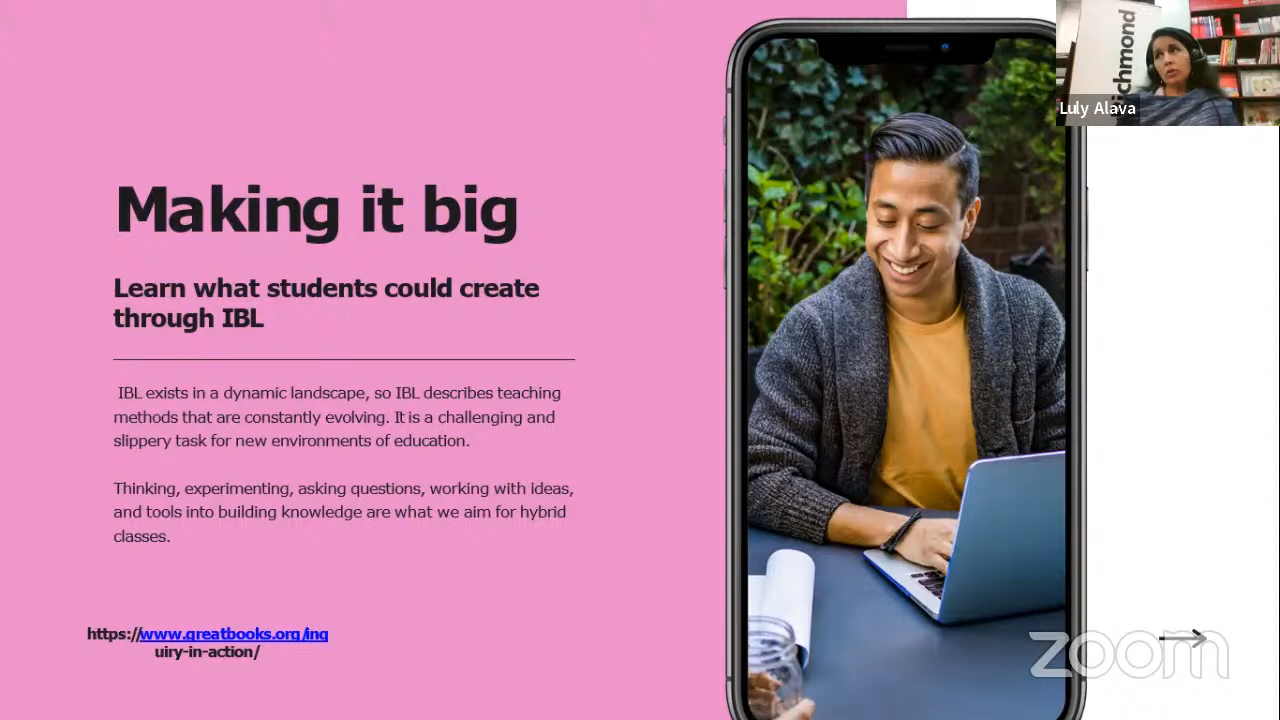 Making it big
Learn what students could create
through IBL
IBL exists in a dynamic landscape, so IBL describes teaching
methods that are constantly evolving. It is a challenging and
slippery task for new environments of education.
Thinking, experimenting, asking questions, working with ideas,
and tools into building knowledge are what we aim for hybrid
classes.
https://www.greatbooks.org/inq
uiry-in-action/
ichmond
Luly Alava
zoom